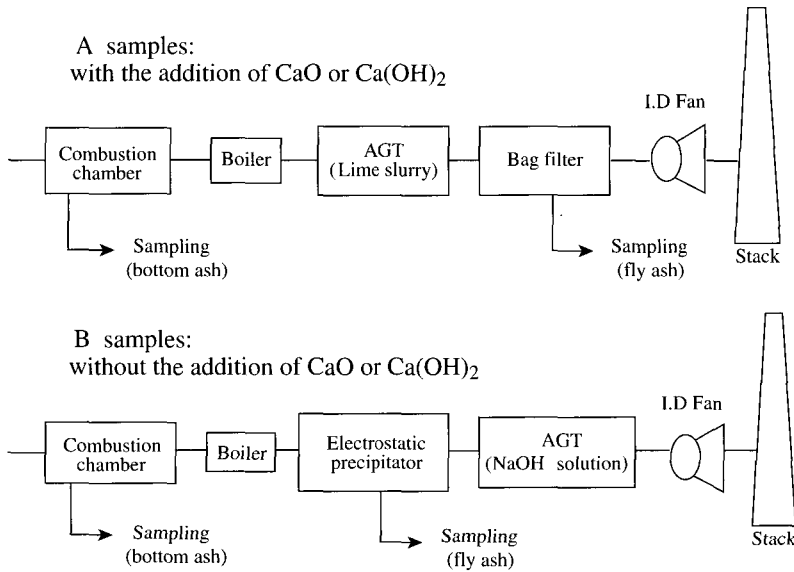 A samples:
with the addition of CaO or Ca(OH)2
I.D Fan
Combustion
chamber
Boiler
AGT
(Lime slurry)
Bag filter
Sampling
(bottom ash)
Sampling
(fly ash)
Stack
B samples:
without the addition of CaO or Ca(OH)2
I.D Fan
Combustion
chamber
Boiler
Electrostatic
precipitator
AGT
(NaOH solution)
Sampling
(bottom ash)
Sampling
(fly ash)
Stack